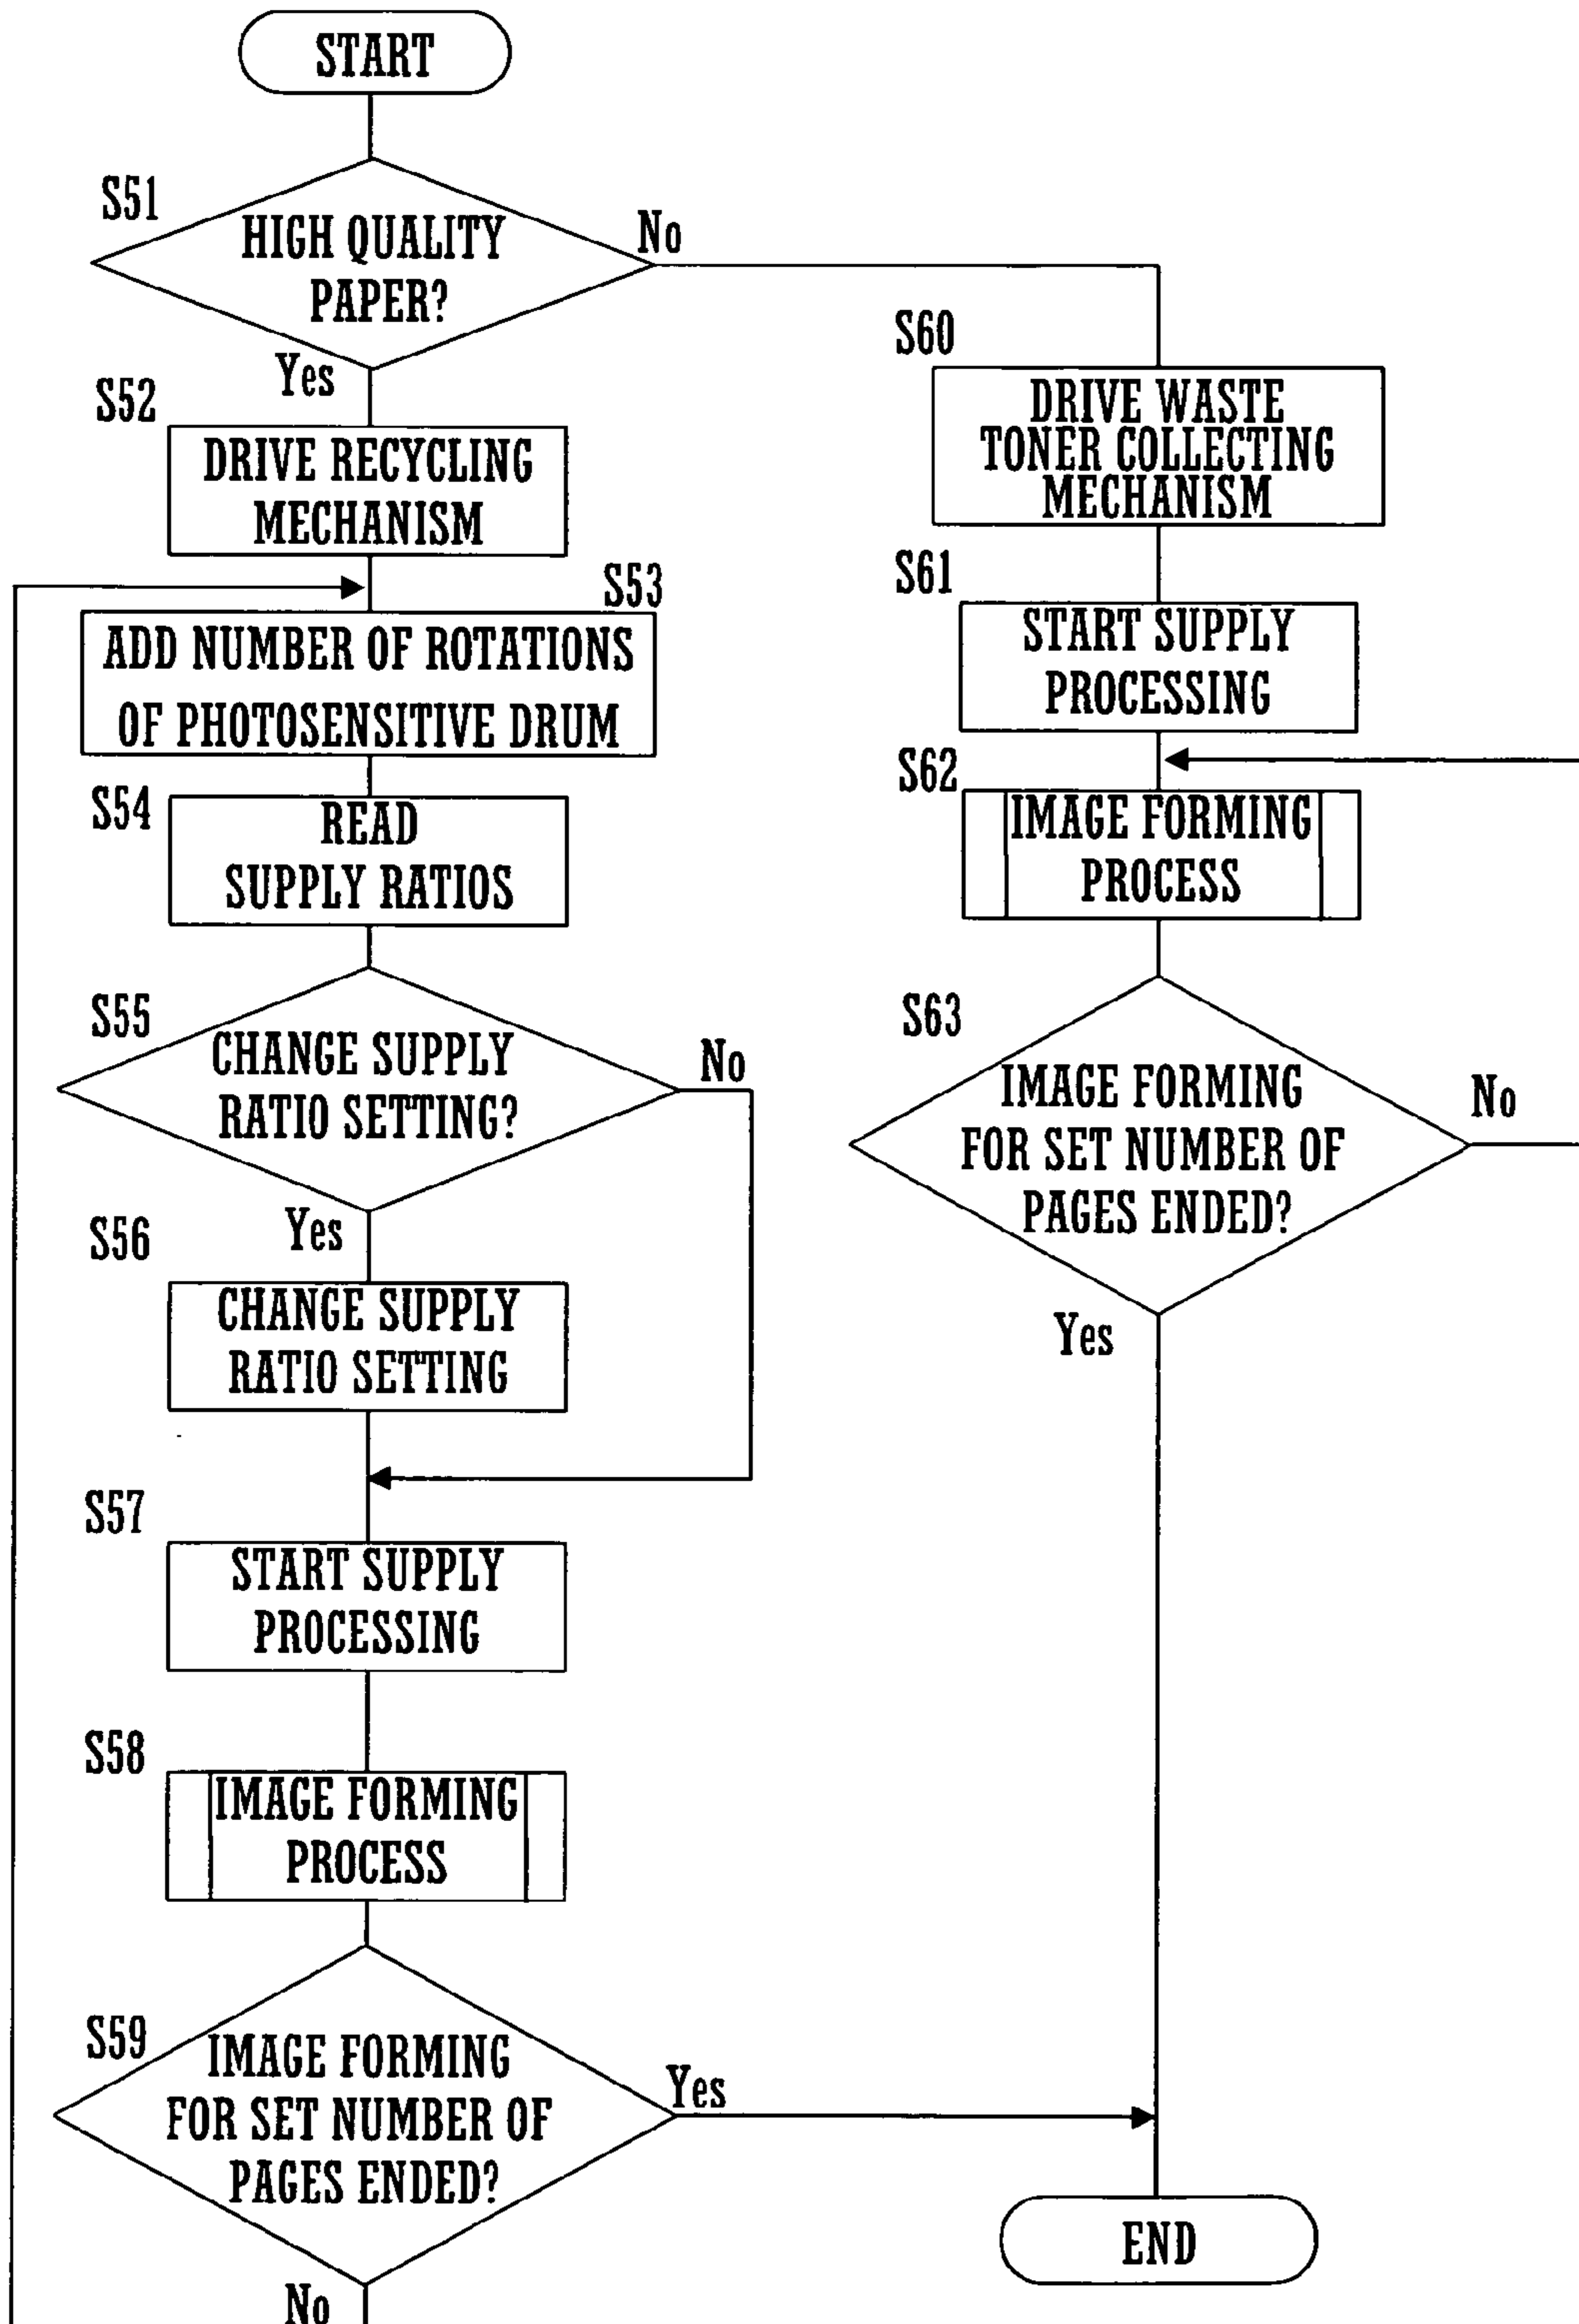 START
S51
HIGH QUALITY
PAPER?
No
Yes
S52
DRIVE RECYCLING
MECHANISM
S53
ADD NUMBER OF ROTATIONS
OF PHOTOSENSITIVE DRUM
S54
READ
SUPPLY RATIOS
S55
CHANGE SUPPLY
RATIO SETTING?
No
Yes
S56
CHANGE SUPPLY
RATIO SETTING
S57
START SUPPLY
PROCESSING
S58
IMAGE FORMING
PROCESS
S59
IMAGE FORMING
FOR SET NUMBER OF
PAGES ENDED?
Yes
No
S60
DRIVE WASTE
TONER COLLECTING
MECHANISM
S61
START SUPPLY
PROCESSING
S62
IMAGE FORMING
PROCESS
S63
IMAGE FORMING
FOR SET NUMBER OF
PAGES ENDED?
No
Yes
END